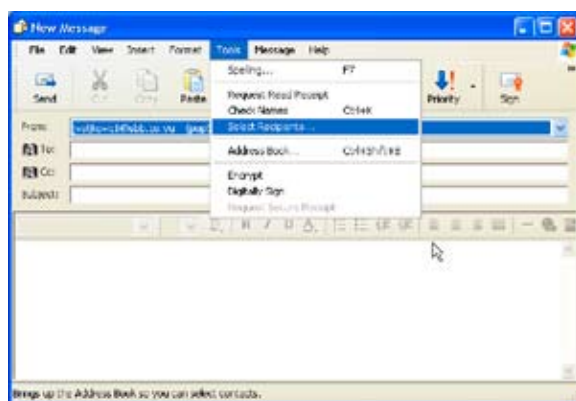 New Message
File Edit View Insert Format Tools Message Help
Send Cut Copy Paste Priority Sign
Spelling... F7
Request Read Receipt
Check Names Ctrl+K
Select Recipients...
Address Book... Ctrl+Shift+B
Encrypt
Digitally Sign
Request Secure Receipt
From:
To:
Cc:
Subject:
B I U A
Brings up the Address Book so you can select contacts.